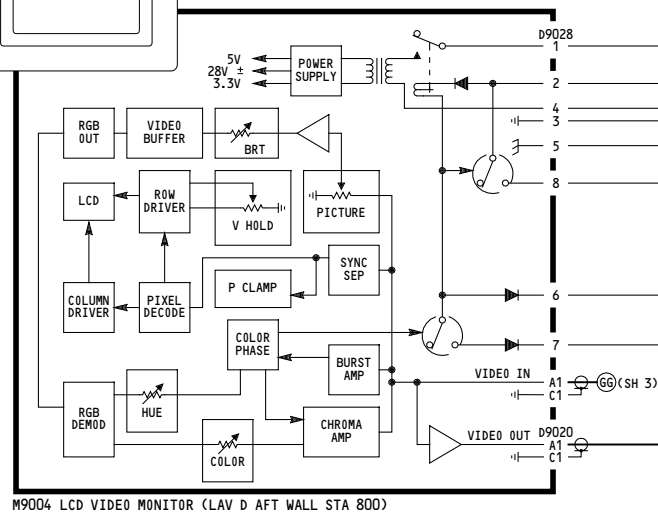 D9028
1
5V
28V ±
3.3V
POWER
SUPPLY
2
4
3
RGB
OUT
VIDEO
BUFFER
BRT
5
8
LCD
ROW
DRIVER
V HOLD
PICTURE
SYNC
SEP
P CLAMP
COLUMN
DRIVER
PIXEL
DECODE
6
COLOR
PHASE
7
BURST
AMP
VIDEO IN
A1
C1
GG (SH 3)
HUE
RGB
DEMOD
CHROMA
AMP
COLOR
VIDEO OUT
D9020
A1
C1
M9004 LCD VIDEO MONITOR (LAV D AFT WALL STA 800)